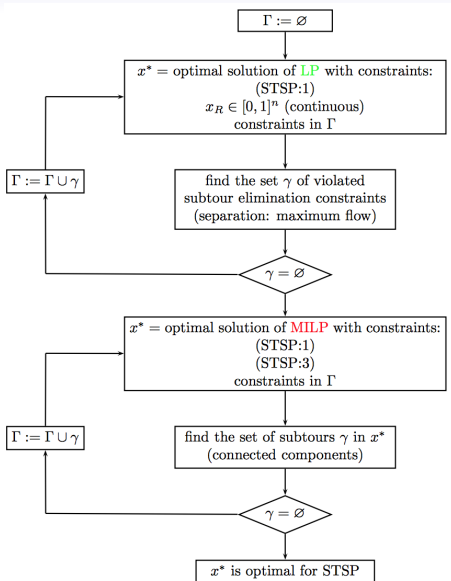 Γ := ∅
x* = optimal solution of LP with constraints:
(STSP:1)
x_R ∈ [0, 1]^n (continuous)
constraints in Γ
Γ := Γ ∪ γ
find the set γ of violated
subtour elimination constraints
(separation: maximum flow)
γ = ∅
x* = optimal solution of MILP with constraints:
(STSP:1)
(STSP:3)
constraints in Γ
Γ := Γ ∪ γ
find the set of subtours γ in x*
(connected components)
γ = ∅
x* is optimal for STSP